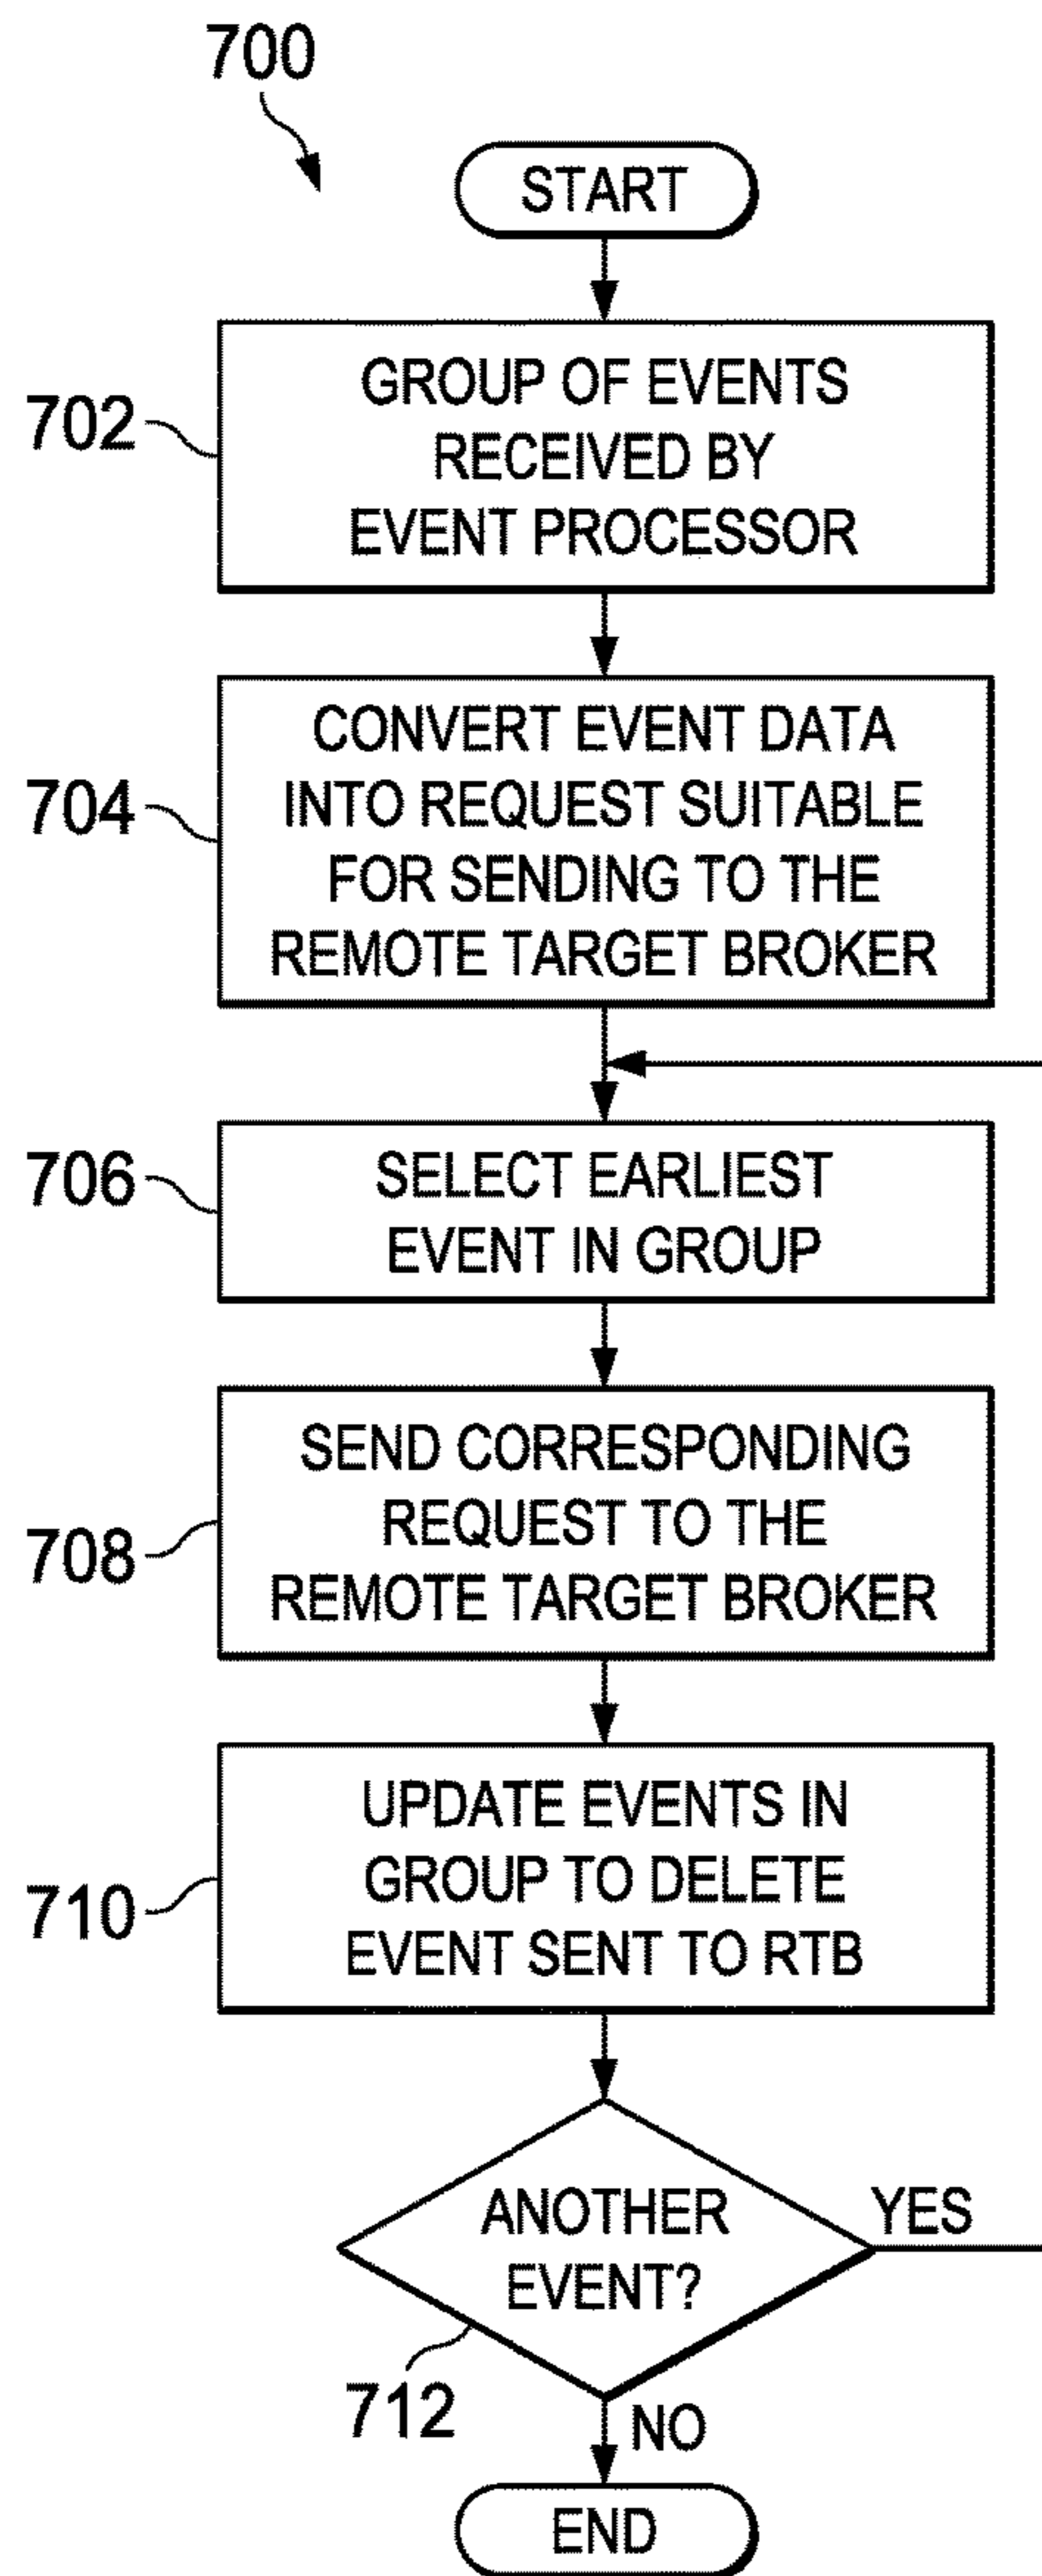 700
START
702
GROUP OF EVENTS
RECEIVED BY
EVENT PROCESSOR
704
CONVERT EVENT DATA
INTO REQUEST SUITABLE
FOR SENDING TO THE
REMOTE TARGET BROKER
706
SELECT EARLIEST
EVENT IN GROUP
708
SEND CORRESPONDING
REQUEST TO THE
REMOTE TARGET BROKER
710
UPDATE EVENTS IN
GROUP TO DELETE
EVENT SENT TO RTB
ANOTHER
EVENT?
YES
712
NO
END